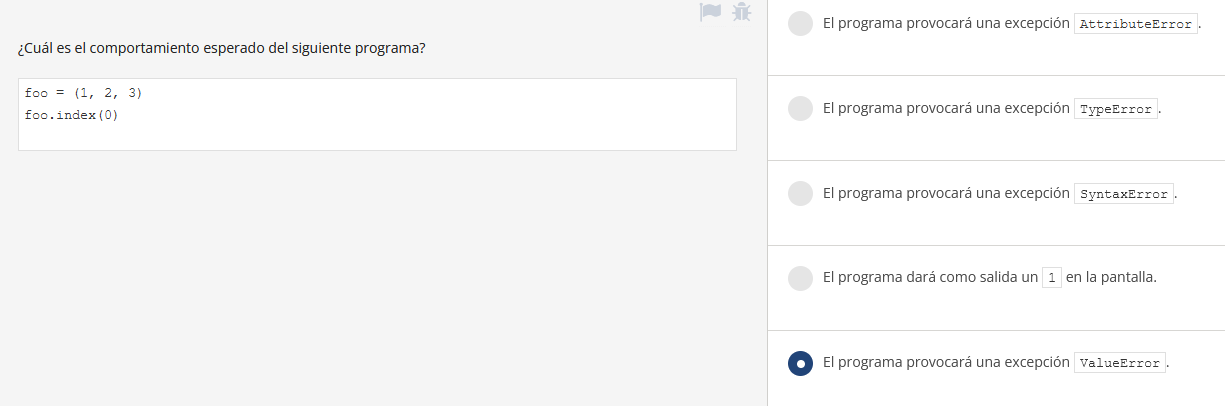 ¿Cuál es el comportamiento esperado del siguiente programa?
foo = (1, 2, 3)
foo.index(0)
El programa provocará una excepción AttributeError.
El programa provocará una excepción TypeError.
El programa provocará una excepción SyntaxError.
El programa dará como salida un 1 en la pantalla.
El programa provocará una excepción ValueError.